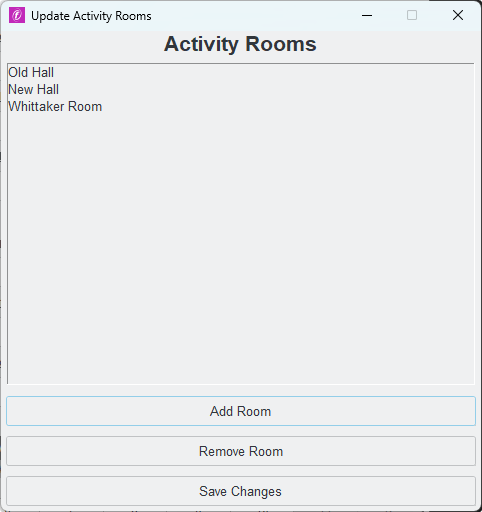 Update Activity Rooms
Activity Rooms
Old Hall
New Hall
Whittaker Room
Add Room
Remove Room
Save Changes